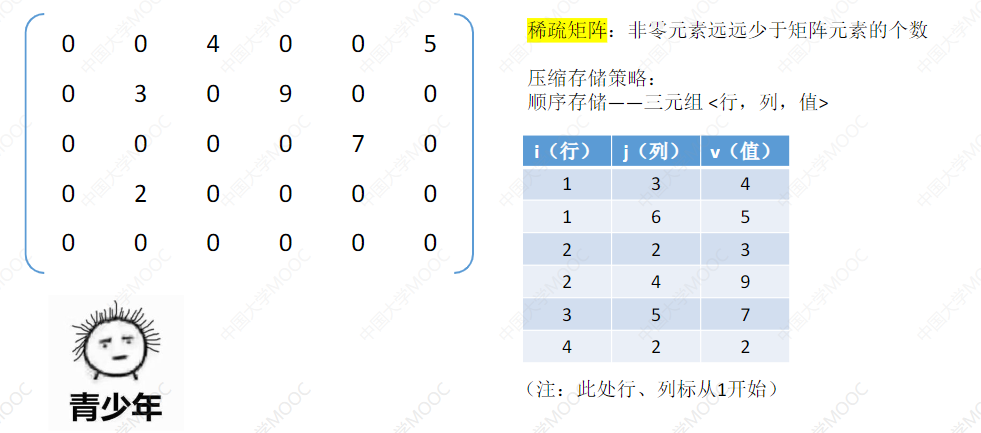 0 0 4 0 0 5
0 3 0 9 0 0
0 0 0 0 7 0
0 2 0 0 0 0
0 0 0 0 0 0
青少年
稀疏矩阵：非零元素远远少于矩阵元素的个数
压缩存储策略：
顺序存储——三元组 <行，列，值>
i（行） j（列） v（值）
1 3 4
1 6 5
2 2 3
2 4 9
3 5 7
4 2 2
（注：此处行、列标从1开始）
中国大学MOOC